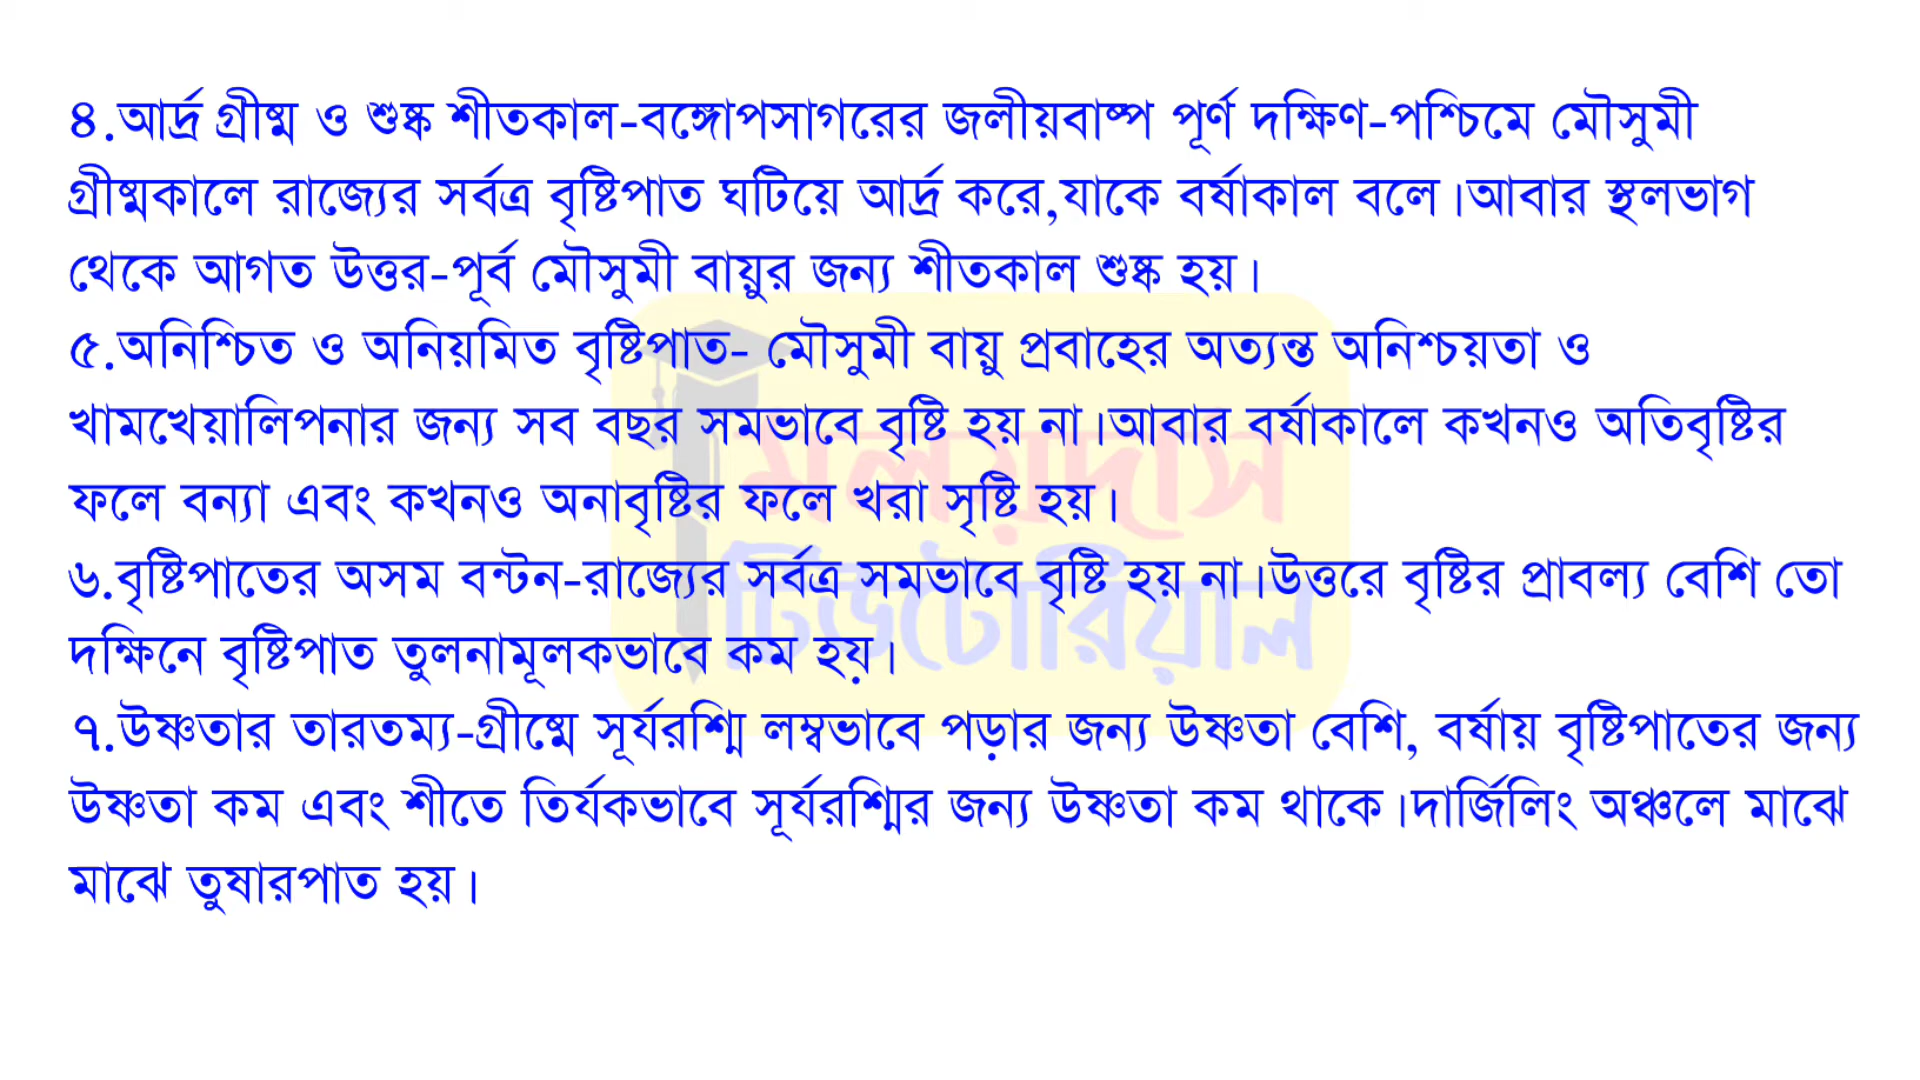 ৪.আর্দ্র গ্রীষ্ম ও শুষ্ক শীতকাল-বঙ্গোপসাগরের জলীয়বাষ্প পূর্ণ দক্ষিণ-পশ্চিমে মৌসুমী
গ্রীষ্মকালে রাজ্যের সর্বত্র বৃষ্টিপাত ঘটিয়ে আর্দ্র করে,যাকে বর্ষাকাল বলে।আবার স্থলভাগ
থেকে আগত উত্তর-পূর্ব মৌসুমী বায়ুর জন্য শীতকাল শুষ্ক হয়।
৫.অনিশ্চিত ও অনিয়মিত বৃষ্টিপাত- মৌসুমী বায়ু প্রবাহের অত্যন্ত অনিশ্চয়তা ও
খামখেয়ালিপনার জন্য সব বছর সমভাবে বৃষ্টি হয় না।আবার বর্ষাকালে কখনও অতিবৃষ্টির
ফলে বন্যা এবং কখনও অনাবৃষ্টির ফলে খরা সৃষ্টি হয়।
৬.বৃষ্টিপাতের অসম বন্টন-রাজ্যের সর্বত্র সমভাবে বৃষ্টি হয় না।উত্তরে বৃষ্টির প্রাবল্য বেশি তো
দক্ষিনে বৃষ্টিপাত তুলনামূলকভাবে কম হয়।
৭.উষ্ণতার তারতম্য-গ্রীষ্মে সূর্যরশ্মি লম্বভাবে পড়ার জন্য উষ্ণতা বেশি, বর্ষায় বৃষ্টিপাতের জন্য
উষ্ণতা কম এবং শীতে তির্যকভাবে সূর্যরশ্মির জন্য উষ্ণতা কম থাকে।দার্জিলিং অঞ্চলে মাঝে
মাঝে তুষারপাত হয়।
মলয়দাস
টিউটোরিয়াল